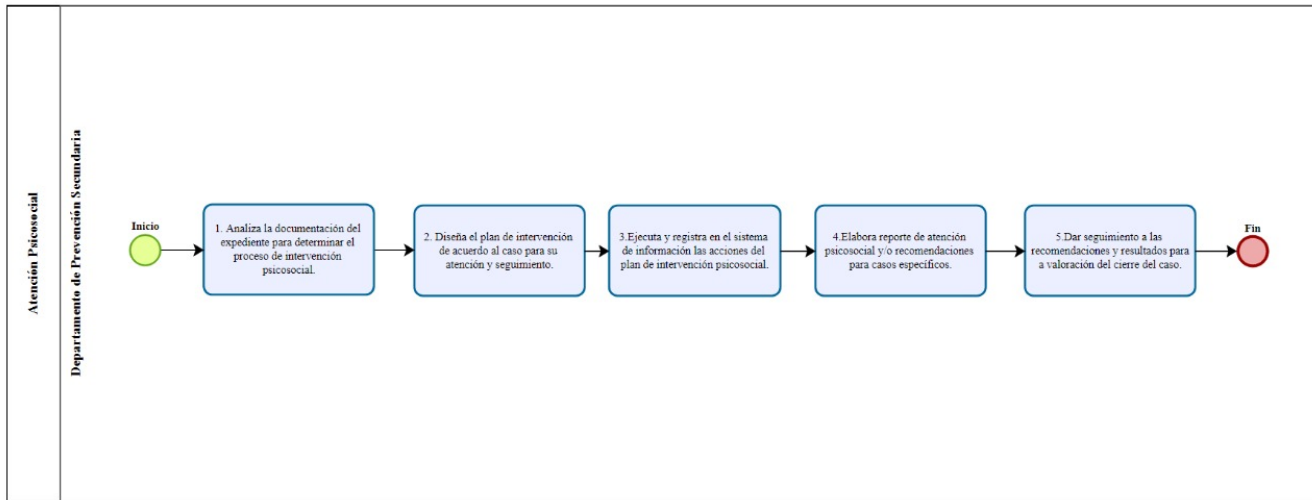 Atención Psicosocial
Departamento de Prevención Secundaria
Inicio
1. Analiza la documentación del
expediente para determinar el
proceso de intervención
psicosocial.
2. Diseña el plan de intervención
de acuerdo al caso para su
atención y seguimiento.
3.Ejecuta y registra en el sistema
de información las acciones del
plan de intervención psicosocial.
4.Elabora reporte de atención
psicosocial y/o recomendaciones
para casos específicos.
5.Dar seguimiento a las
recomendaciones y resultados para
a valoración del cierre del caso.
Fin